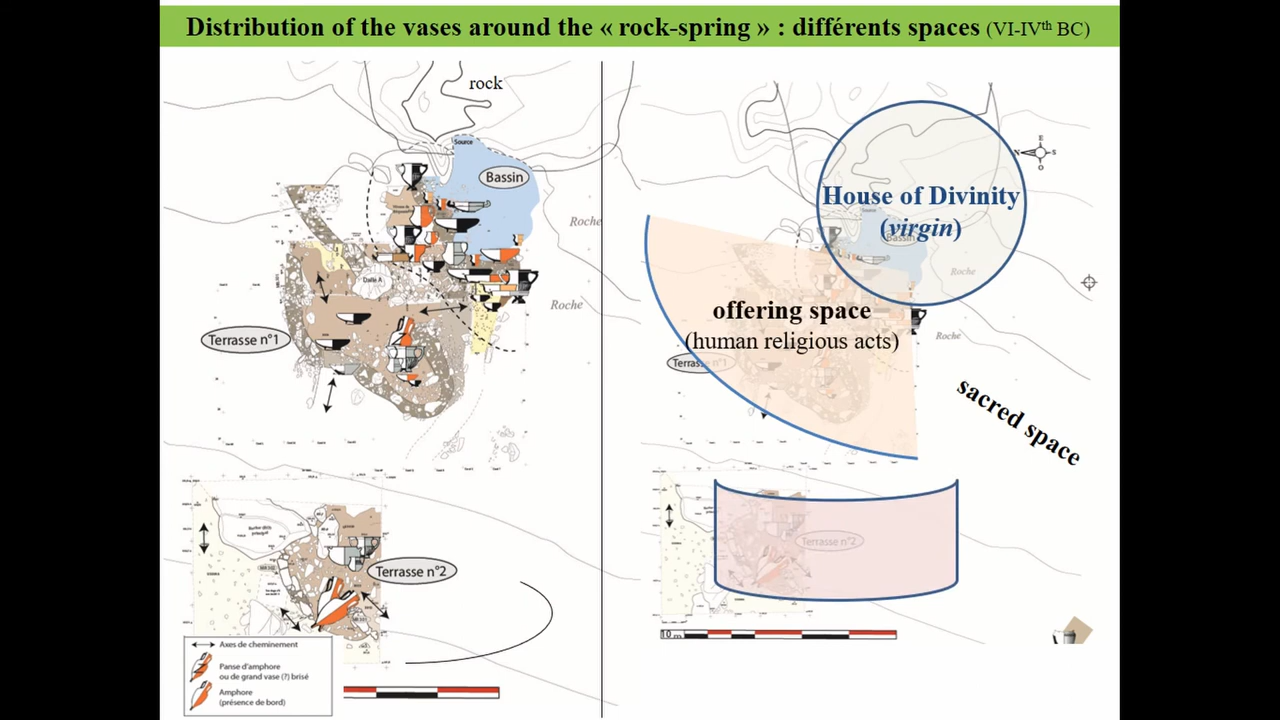 Distribution of the vases around the « rock-spring » : différents spaces (VI-IVth BC)
rock
Source
Bassin
Roche
Dalle A
Roche
Terrasse n°1
Terrasse n°2
Axes de cheminement
Panse d'amphore
ou de grand vase (?) brisé
Amphore
(présence de bord)
E
N
S
O
House of Divinity
(virgin)
Bassin
Roche
offering space
(human religious acts)
Roche
Terrasse n°1
sacred space
Terrasse n°2
10 m